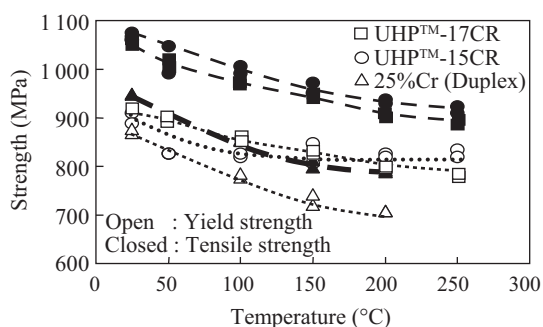 1 100
1 000
900
800
700
600
Strength (MPa)
UHP™-17CR
UHP™-15CR
25%Cr (Duplex)
Open : Yield strength
Closed : Tensile strength
0 50 100 150 200 250 300
Temperature (°C)